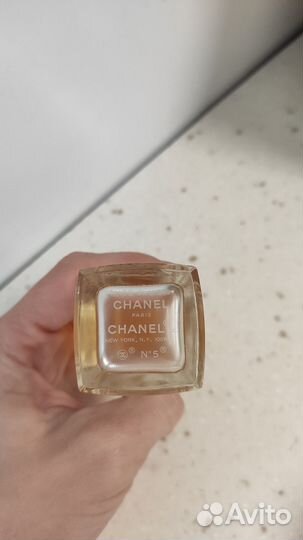 CHANEL
PARIS
CHANEL
NEW YORK, N.Y.
® N°5®
Avito